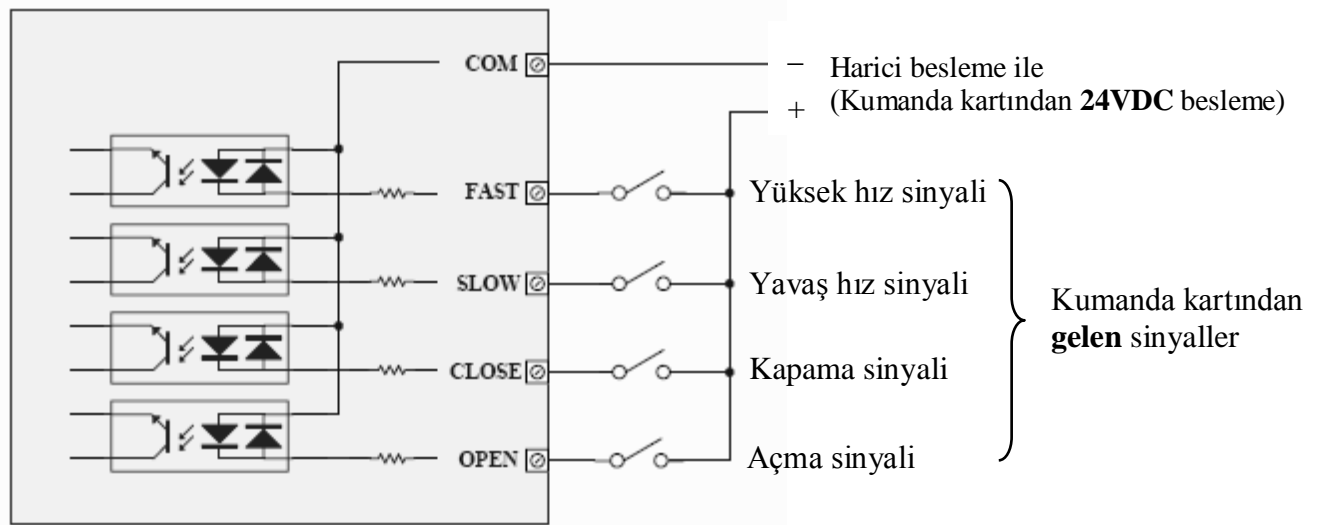 COM
− Harici besleme ile
+ (Kumanda kartından 24VDC besleme)
FAST
Yüksek hız sinyali
SLOW
Yavaş hız sinyali
CLOSE
Kapama sinyali
OPEN
Açma sinyali
Kumanda kartından
gelen sinyaller